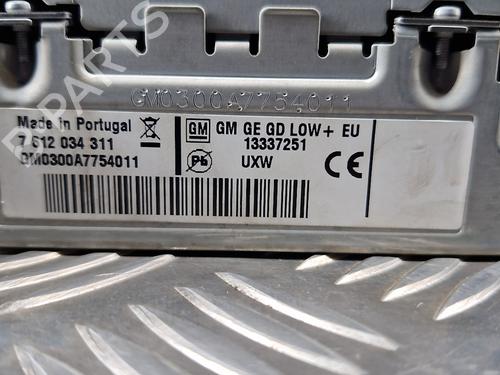 GM0300A7754011
Made in Portugal
7 612 034 311
GM0300A7754011
GM
GM GE GD LOW+ EU
13337251
Pb
UXW
CE